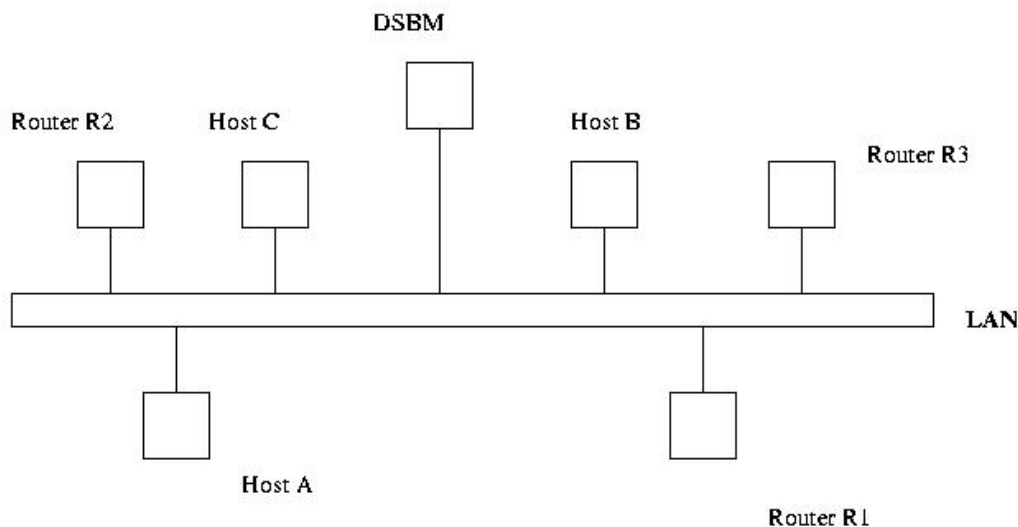 DSBM
Router R2
Host C
Host B
Router R3
LAN
Host A
Router R1